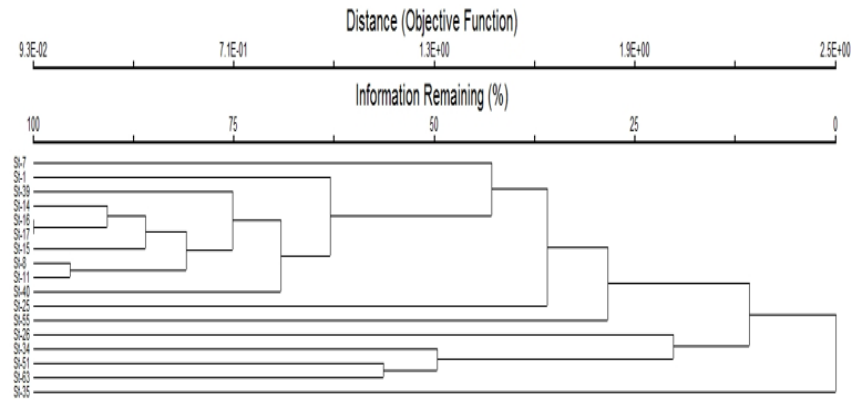 Distance (Objective Function)
9.3E-02 7.1E-01 1.3E+00 1.9E+00 2.5E+00
Information Remaining (%)
100 75 50 25 0
St-7
St-1
St-39
St-14
St-16
St-17
St-15
St-8
St-11
St-40
St-25
St-55
St-26
St-34
St-51
St-63
St-35